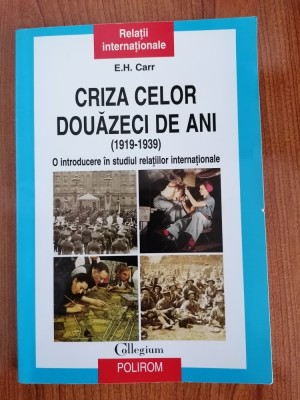 Relații
internaționale
E.H. Carr
CRIZA CELOR
DOUĂZECI DE ANI
(1919-1939)
O introducere în studiul relațiilor internaționale
Collegium
POLIROM